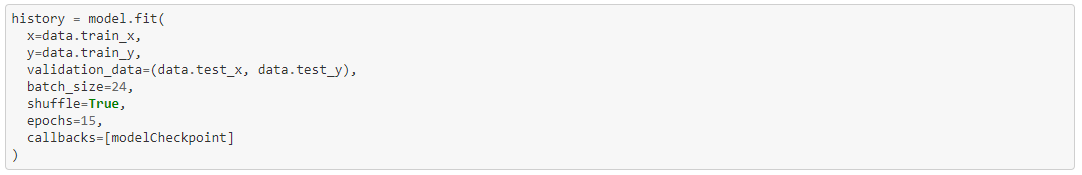 history = model.fit(
  x=data.train_x,
  y=data.train_y,
  validation_data=(data.test_x, data.test_y),
  batch_size=24,
  shuffle=True,
  epochs=15,
  callbacks=[modelCheckpoint]
)